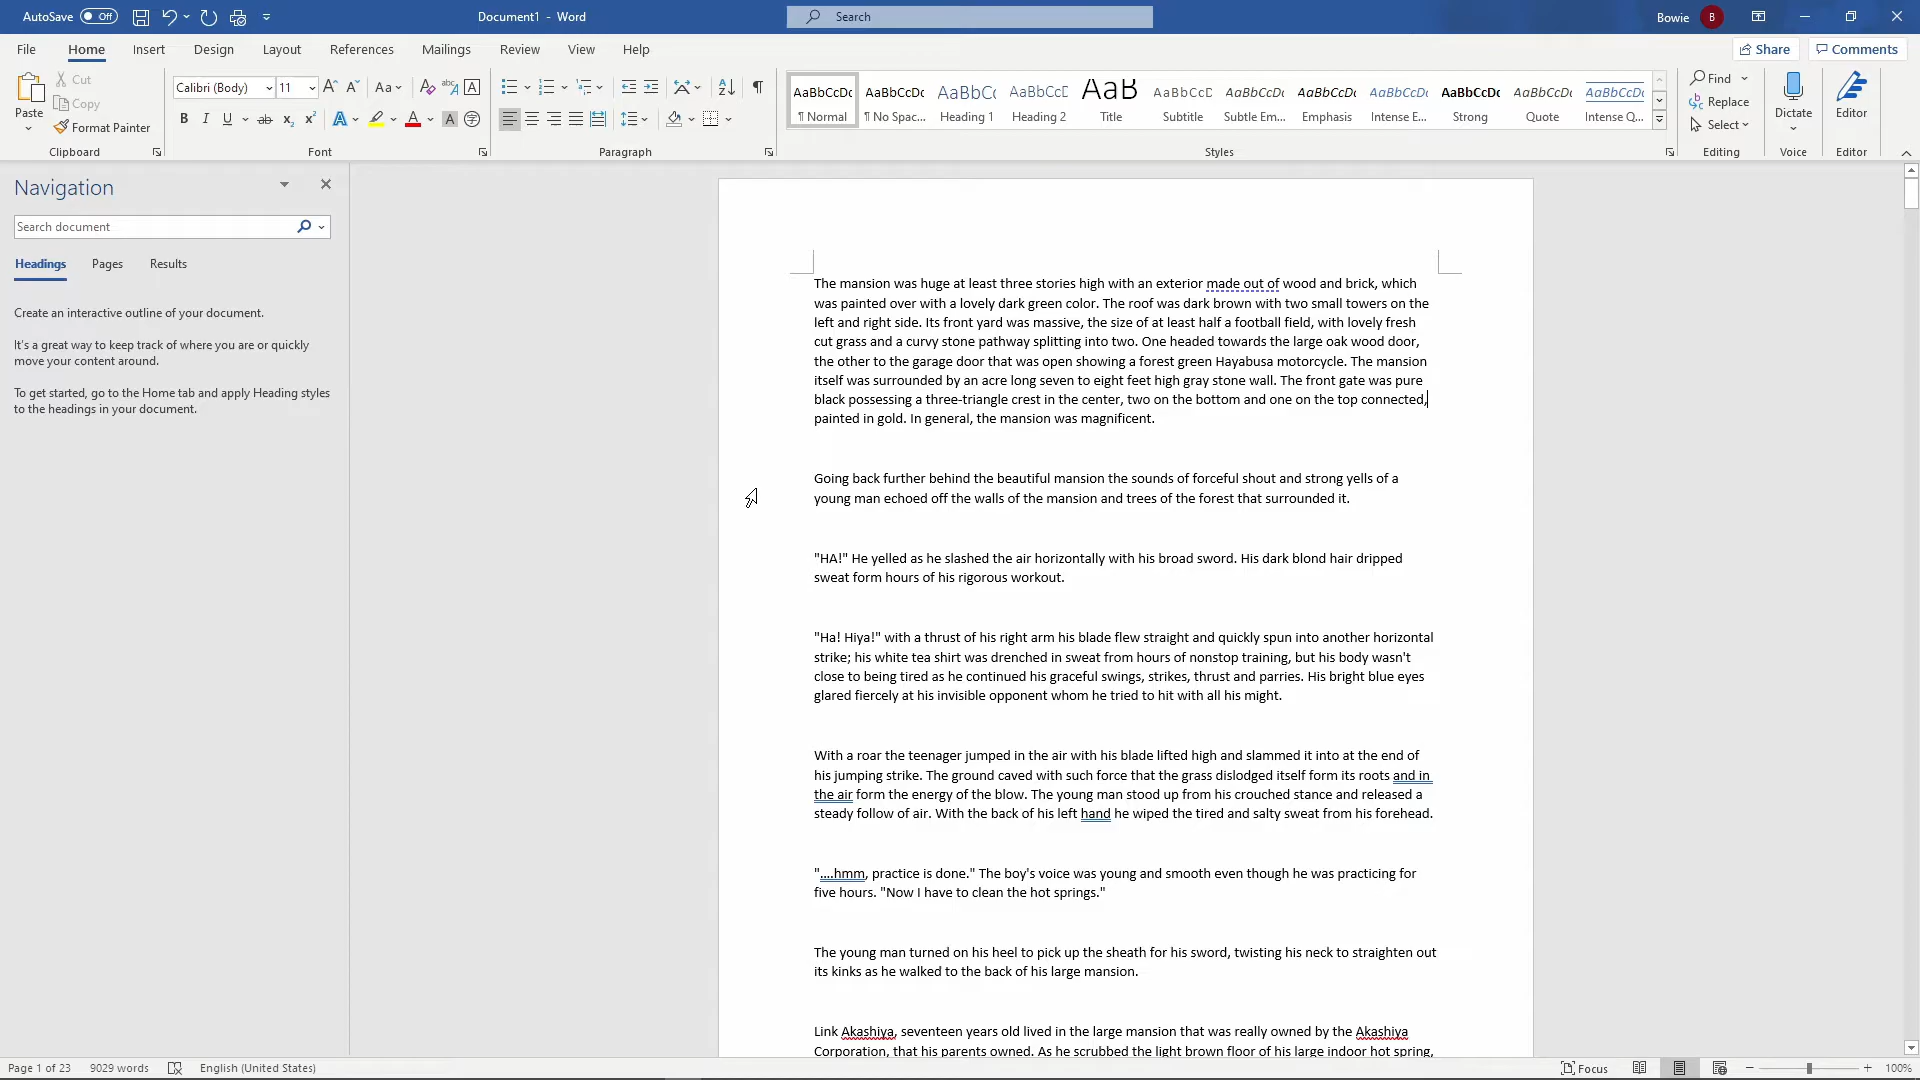 AutoSave Off Document1 - Word Search Bowie B
File Home Insert Design Layout References Mailings Review View Help Share Comments
Paste Cut Copy Format Painter
Calibri (Body) 11
AaBbCcDc AaBbCcDc AaBbCc AaBbCcD AaB AaBbCcD AaBbCcDc AaBbCcDc AaBbCcDc AaBbCcDc AaBbCcDc AaBbCcDc
¶ Normal ¶ No Spac... Heading 1 Heading 2 Title Subtitle Subtle Em... Emphasis Intense E... Strong Quote Intense Q...
Find Replace Select Dictate Editor
Clipboard Font Paragraph Styles Editing Voice Editor
Navigation
Search document
Headings Pages Results
Create an interactive outline of your document.
It's a great way to keep track of where you are or quickly
move your content around.
To get started, go to the Home tab and apply Heading styles
to the headings in your document.
The mansion was huge at least three stories high with an exterior made out of wood and brick, which
was painted over with a lovely dark green color. The roof was dark brown with two small towers on the
left and right side. Its front yard was massive, the size of at least half a football field, with lovely fresh
cut grass and a curvy stone pathway splitting into two. One headed towards the large oak wood door,
the other to the garage door that was open showing a forest green Hayabusa motorcycle. The mansion
itself was surrounded by an acre long seven to eight feet high gray stone wall. The front gate was pure
black possessing a three-triangle crest in the center, two on the bottom and one on the top connected,
painted in gold. In general, the mansion was magnificent.
Going back further behind the beautiful mansion the sounds of forceful shout and strong yells of a
young man echoed off the walls of the mansion and trees of the forest that surrounded it.
"HA!" He yelled as he slashed the air horizontally with his broad sword. His dark blond hair dripped
sweat form hours of his rigorous workout.
"Ha! Hiya!" with a thrust of his right arm his blade flew straight and quickly spun into another horizontal
strike; his white tea shirt was drenched in sweat from hours of nonstop training, but his body wasn't
close to being tired as he continued his graceful swings, strikes, thrust and parries. His bright blue eyes
glared fiercely at his invisible opponent whom he tried to hit with all his might.
With a roar the teenager jumped in the air with his blade lifted high and slammed it into at the end of
his jumping strike. The ground caved with such force that the grass dislodged itself form its roots and in
the air form the energy of the blow. The young man stood up from his crouched stance and released a
steady follow of air. With the back of his left hand he wiped the tired and salty sweat from his forehead.
"....hmm, practice is done." The boy's voice was young and smooth even though he was practicing for
five hours. "Now I have to clean the hot springs."
The young man turned on his heel to pick up the sheath for his sword, twisting his neck to straighten out
its kinks as he walked to the back of his large mansion.
Link Akashiya, seventeen years old lived in the large mansion that was really owned by the Akashiya
Corporation, that his parents owned. As he scrubbed the light brown floor of his large indoor hot spring,
Page 1 of 23 9029 words English (United States) Focus 100%